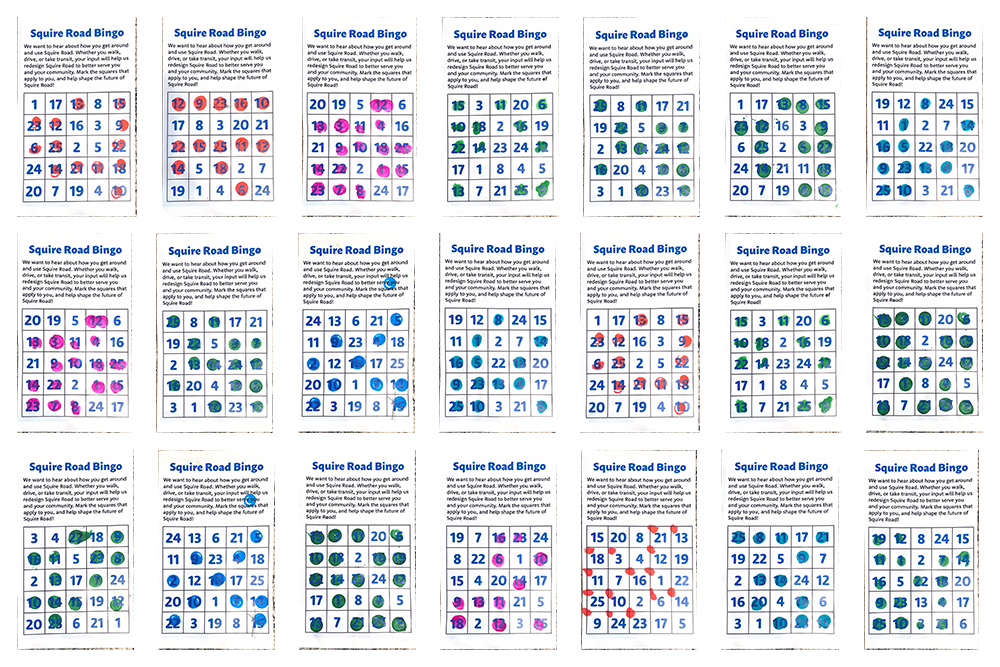 Squire Road Bingo
We want to hear about how you get around
and use Squire Road. Whether you walk,
drive, or take transit, your input will help us
redesign Squire Road to better serve you
and your community. Mark the squares that
apply to you, and help shape the future of
Squire Road!
1 17 13 8 15
23 12 16 3 9
6 25 2 5 22
24 14 21 11 18
20 7 19 4 10
Squire Road Bingo
We want to hear about how you get around
and use Squire Road. Whether you walk,
drive, or take transit, your input will help us
redesign Squire Road to better serve you
and your community. Mark the squares that
apply to you, and help shape the future of
Squire Road!
12 9 23 16 10
17 8 3 20 21
22 15 25 11 13
14 5 18 2 7
19 1 4 6 24
Squire Road Bingo
We want to hear about how you get around
and use Squire Road. Whether you walk,
drive, or take transit, your input will help us
redesign Squire Road to better serve you
and your community. Mark the squares that
apply to you, and help shape the future of
Squire Road!
20 19 5 12 6
13 3 11 4 16
21 9 10 18 25
14 22 2 1 15
23 7 8 24 17
Squire Road Bingo
We want to hear about how you get around
and use Squire Road. Whether you walk,
drive, or take transit, your input will help us
redesign Squire Road to better serve you
and your community. Mark the squares that
apply to you, and help shape the future of
Squire Road!
15 3 11 20 6
10 18 2 16 19
22 14 23 24 12
17 1 8 4 5
13 7 21 25
Squire Road Bingo
We want to hear about how you get around
and use Squire Road. Whether you walk,
drive, or take transit, your input will help us
redesign Squire Road to better serve you
and your community. Mark the squares that
apply to you, and help shape the future of
Squire Road!
25 8 11 17 21
19 22 5 9 7
2 13 14 24 12
16 20 4 18 6
3 1 10 23 15
Squire Road Bingo
We want to hear about how you get around
and use Squire Road. Whether you walk,
drive, or take transit, your input will help us
redesign Squire Road to better serve you
and your community. Mark the squares that
apply to you, and help shape the future of
Squire Road!
1 17 13 8 15
23 12 16 3 9
6 25 2 5 22
24 14 21 11 18
20 7 19
Squire Road Bingo
We want to hear about how you get around
and use Squire Road. Whether you walk,
drive, or take transit, your input will help us
redesign Squire Road to better serve you
and your community. Mark the squares that
apply to you, and help shape the future of
Squire Road!
19 12 8 24 15
11 1 2 7 14
16 5 22 18 20
9 23 13 4 17
25 10 3 21 6
Squire Road Bingo
We want to hear about how you get around
and use Squire Road. Whether you walk,
drive, or take transit, your input will help us
redesign Squire Road to better serve you
and your community. Mark the squares that
apply to you, and help shape the future of
Squire Road!
20 19 5 12 6
13 3 11 4 16
21 9 10 18 25
14 22 2 1 15
23 7 8 24 17
Squire Road Bingo
We want to hear about how you get around
and use Squire Road. Whether you walk,
drive, or take transit, your input will help us
redesign Squire Road to better serve you
and your community. Mark the squares that
apply to you, and help shape the future of
Squire Road!
25 8 11 17 21
19 22 5 9 7
2 13 14 24 12
16 20 4 18 6
3 1 10 23 15
Squire Road Bingo
We want to hear about how you get around
and use Squire Road. Whether you walk,
drive, or take transit, your input will help us
redesign Squire Road to better serve you
and your community. Mark the squares that
apply to you, and help shape the future of
Squire Road!
24 13 6 21 5
11 9 23 4 18
2 12 16 17 25
20 10 1
22 3 19 8 15
Squire Road Bingo
We want to hear about how you get around
and use Squire Road. Whether you walk,
drive, or take transit, your input will help us
redesign Squire Road to better serve you
and your community. Mark the squares that
apply to you, and help shape the future of
Squire Road!
19 12 8 24 15
11 1 2 7 14
16 5 22 18 20
9 23 13 4 17
25 10 3 21 6
Squire Road Bingo
We want to hear about how you get around
and use Squire Road. Whether you walk,
drive, or take transit, your input will help us
redesign Squire Road to better serve you
and your community. Mark the squares that
apply to you, and help shape the future of
Squire Road!
1 17 13 8 15
23 12 16 3 9
6 25 2 5 22
24 14 21 11 18
20 7 19 4 10
Squire Road Bingo
We want to hear about how you get around
and use Squire Road. Whether you walk,
drive, or take transit, your input will help us
redesign Squire Road to better serve you
and your community. Mark the squares that
apply to you, and help shape the future of
Squire Road!
15 3 11 20 6
10 18 2 16 19
22 14 23 24 12
17 1 8 4 5
13 7 21 25
Squire Road Bingo
We want to hear about how you get around
and use Squire Road. Whether you walk,
drive, or take transit, your input will help us
redesign Squire Road to better serve you
and your community. Mark the squares that
apply to you, and help shape the future of
Squire Road!
11 20 6
10 18 2 16 19
22 14 23 24 12
17 1 8 4 5
7 21 25
Squire Road Bingo
We want to hear about how you get around
and use Squire Road. Whether you walk,
drive, or take transit, your input will help us
redesign Squire Road to better serve you
and your community. Mark the squares that
apply to you, and help shape the future of
Squire Road!
3 4 22 18 9
16 11 5 23 8
2 13 17 7 24
10 14 15 19 12
20 25 6 21 1
Squire Road Bingo
We want to hear about how you get around
and use Squire Road. Whether you walk,
drive, or take transit, your input will help us
redesign Squire Road to better serve you
and your community. Mark the squares that
apply to you, and help shape the future of
Squire Road!
24 13 6 21 5
11 9 23 4 18
2 12 16 17 25
20 10 1
22 3 19 8 15
Squire Road Bingo
We want to hear about how you get around
and use Squire Road. Whether you walk,
drive, or take transit, your input will help us
redesign Squire Road to better serve you
and your community. Mark the squares that
apply to you, and help shape the future of
Squire Road!
11 20 6
10 18 2 16 19
22 14 23 24 12
17 1 8 4 5
7 21 25
Squire Road Bingo
We want to hear about how you get around
and use Squire Road. Whether you walk,
drive, or take transit, your input will help us
redesign Squire Road to better serve you
and your community. Mark the squares that
apply to you, and help shape the future of
Squire Road!
19 7 16 23 24
8 22 6 1 10
15 4 20 14 17
9 13 11 21 5
18 2 12 3
Squire Road Bingo
We want to hear about how you get around
and use Squire Road. Whether you walk,
drive, or take transit, your input will help us
redesign Squire Road to better serve you
and your community. Mark the squares that
apply to you, and help shape the future of
Squire Road!
15 20 8 21 13
18 3 4 12 19
11 7 16 1 22
25 10 2 6 14
9 24 23 17 5
Squire Road Bingo
We want to hear about how you get around
and use Squire Road. Whether you walk,
drive, or take transit, your input will help us
redesign Squire Road to better serve you
and your community. Mark the squares that
apply to you, and help shape the future of
Squire Road!
25 8 11 17 21
19 22 5 9 7
2 13 14 24 12
16 20 4 18 6
3 1 10 23 15
Squire Road Bingo
We want to hear about how you get around
and use Squire Road. Whether you walk,
drive, or take transit, your input will help us
redesign Squire Road to better serve you
and your community. Mark the squares that
apply to you, and help shape the future of
Squire Road!
19 12 8 24 15
11 1 2 7 14
16 5 22 18 20
9 23 13 4 17
25 10 3 21 6